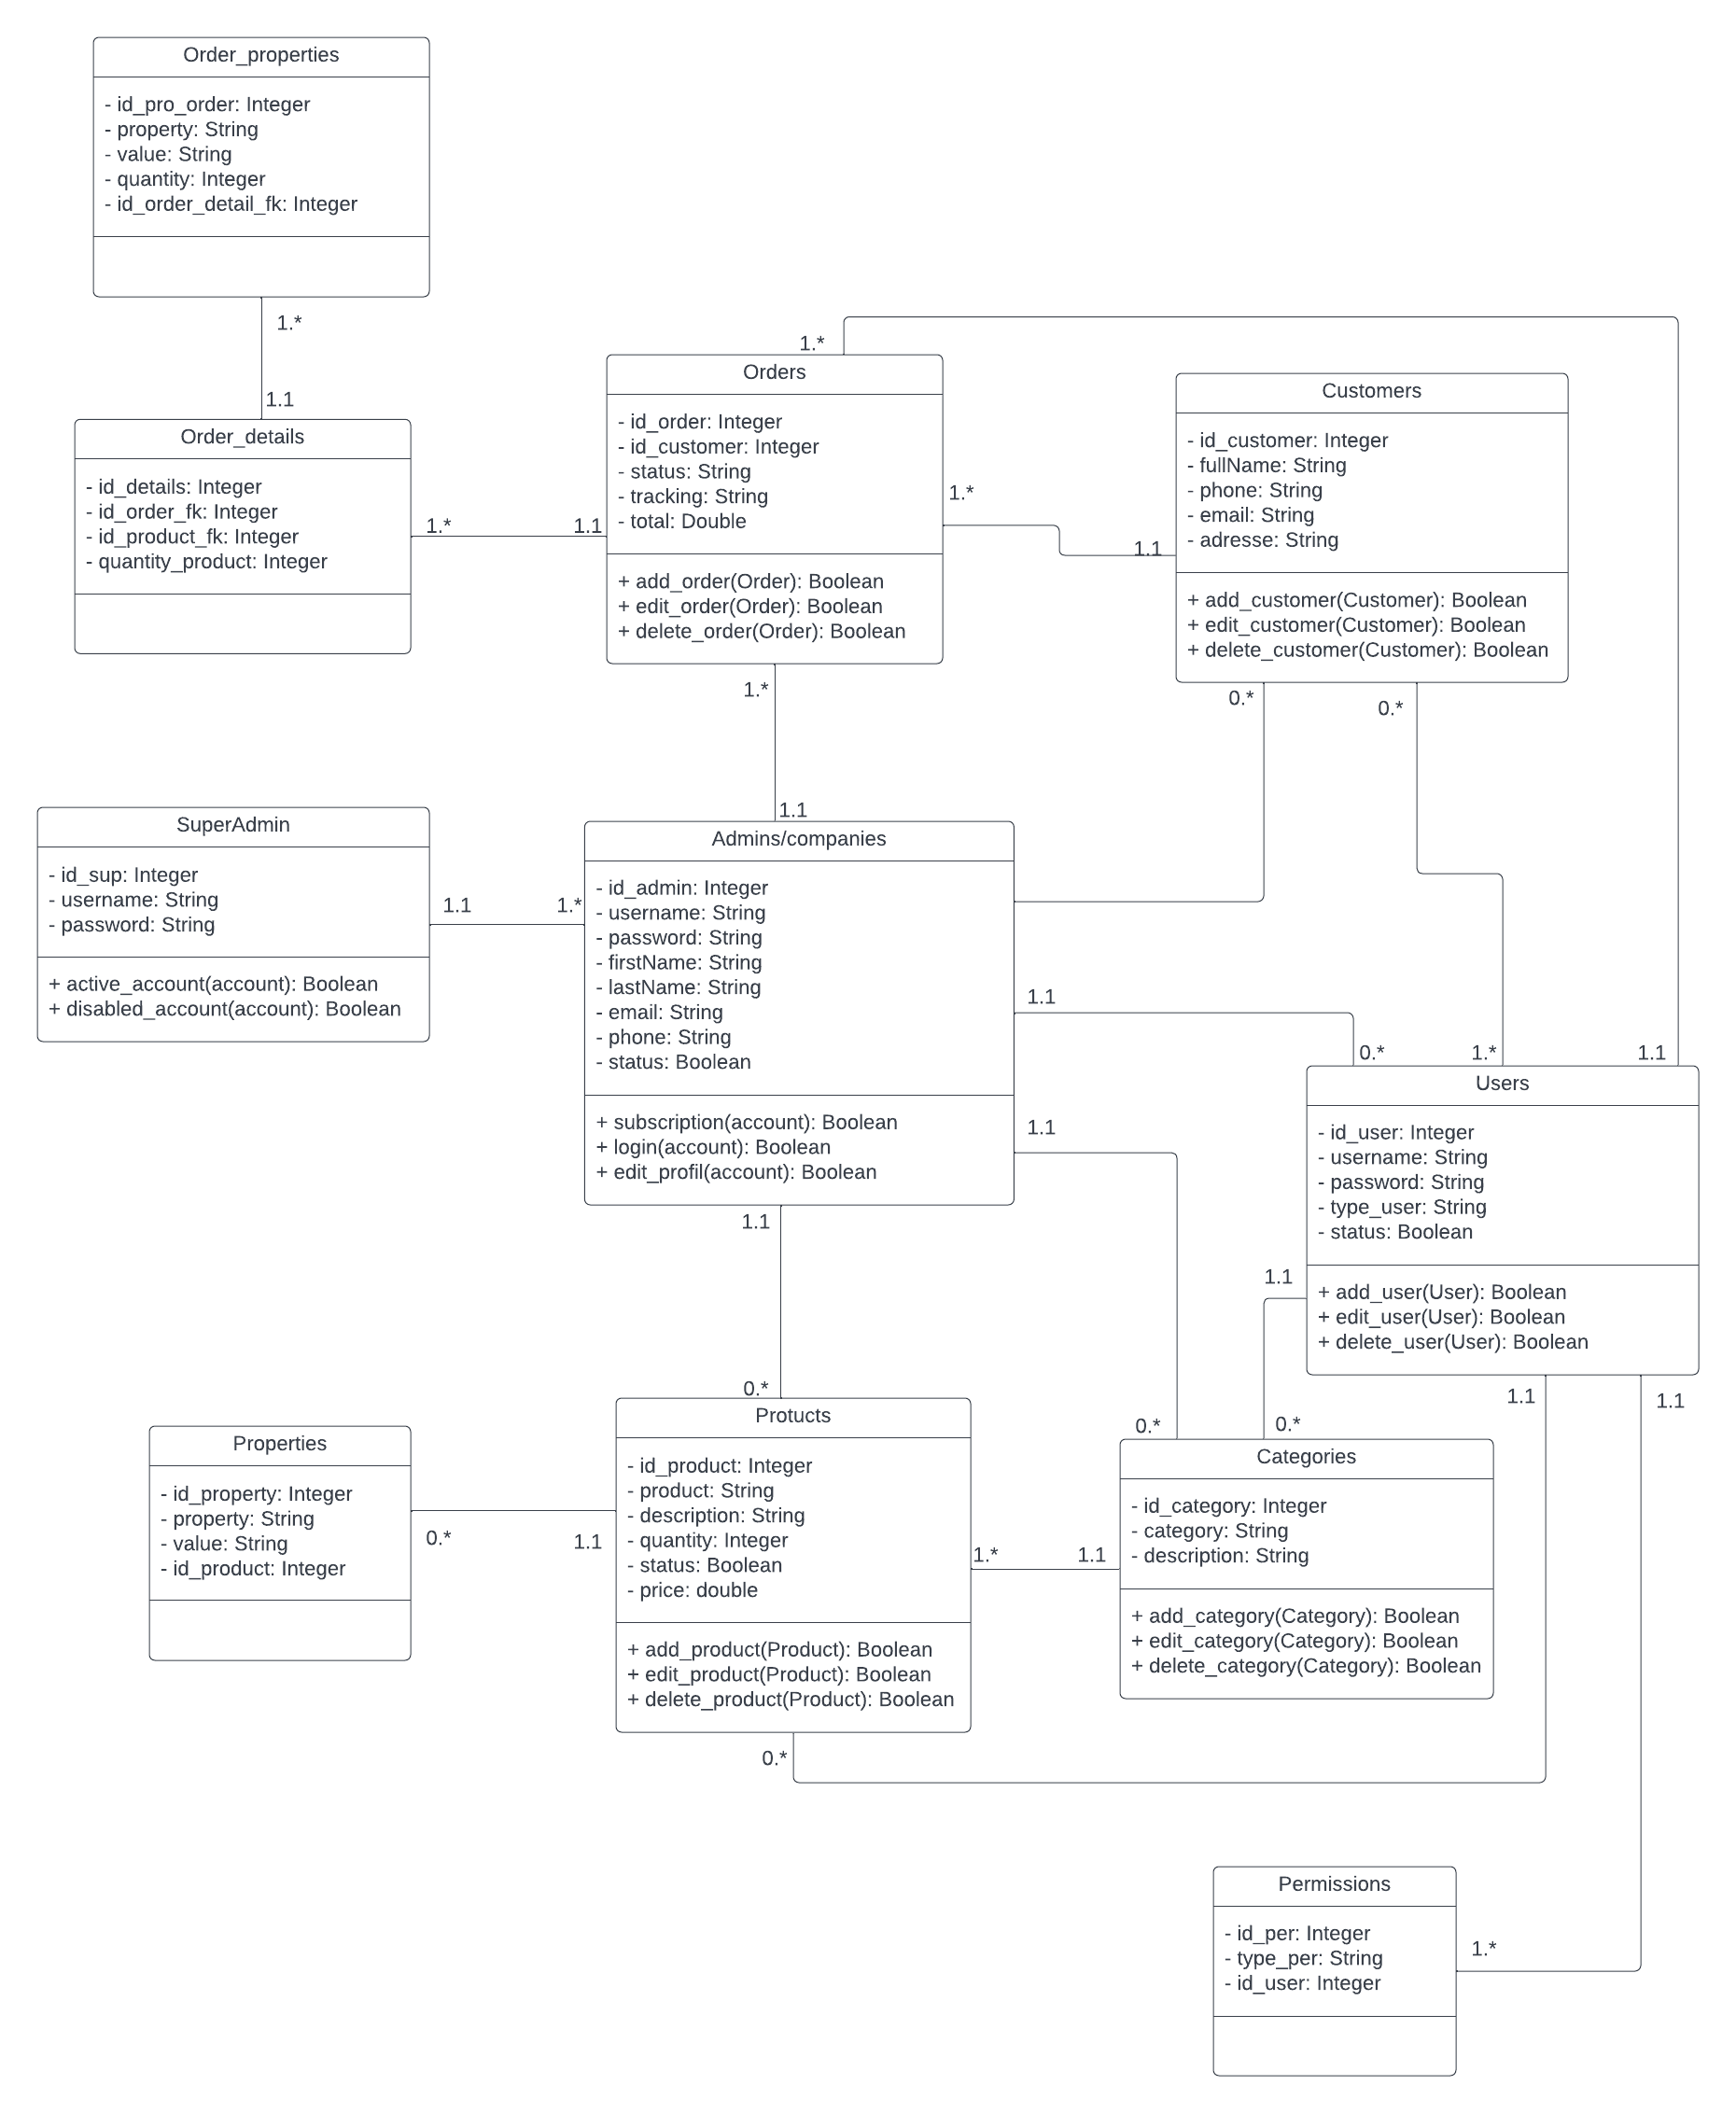 Order_properties
- id_pro_order: Integer
- property: String
- value: String
- quantity: Integer
- id_order_detail_fk: Integer
1.*
1.1
Order_details
- id_details: Integer
- id_order_fk: Integer
- id_product_fk: Integer
- quantity_product: Integer
1.*
1.1
1.*
Orders
- id_order: Integer
- id_customer: Integer
- status: String
- tracking: String
- total: Double
+ add_order(Order): Boolean
+ edit_order(Order): Boolean
+ delete_order(Order): Boolean
1.*
1.1
Customers
- id_customer: Integer
- fullName: String
- phone: String
- email: String
- adresse: String
+ add_customer(Customer): Boolean
+ edit_customer(Customer): Boolean
+ delete_customer(Customer): Boolean
1.*
0.*
0.*
1.1
SuperAdmin
- id_sup: Integer
- username: String
- password: String
+ active_account(account): Boolean
+ disabled_account(account): Boolean
1.1
1.*
Admins/companies
- id_admin: Integer
- username: String
- password: String
- firstName: String
- lastName: String
- email: String
- phone: String
- status: Boolean
+ subscription(account): Boolean
+ login(account): Boolean
+ edit_profil(account): Boolean
1.1
0.*
1.*
1.1
1.1
Users
- id_user: Integer
- username: String
- password: String
- type_user: String
- status: Boolean
+ add_user(User): Boolean
+ edit_user(User): Boolean
+ delete_user(User): Boolean
1.1
1.1
0.*
1.1
1.1
0.*
0.*
Properties
- id_property: Integer
- property: String
- value: String
- id_product: Integer
0.*
1.1
Protucts
- id_product: Integer
- product: String
- description: String
- quantity: Integer
- status: Boolean
- price: double
+ add_product(Product): Boolean
+ edit_product(Product): Boolean
+ delete_product(Product): Boolean
1.*
1.1
Categories
- id_category: Integer
- category: String
- description: String
+ add_category(Category): Boolean
+ edit_category(Category): Boolean
+ delete_category(Category): Boolean
0.*
Permissions
- id_per: Integer
- type_per: String
- id_user: Integer
1.*